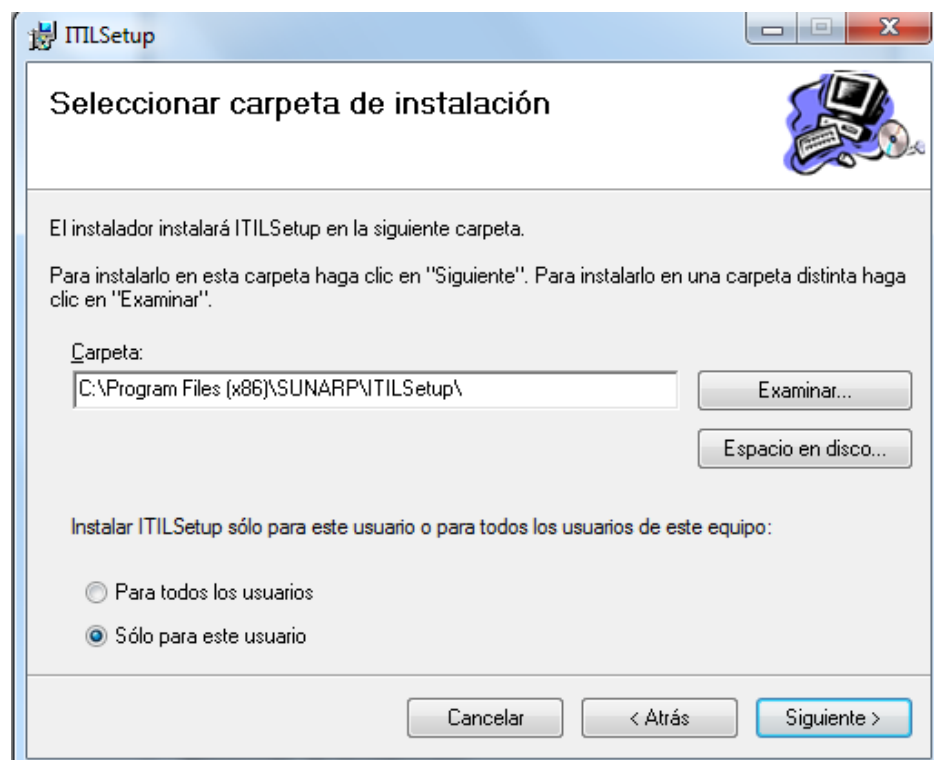 ITILSetup
Seleccionar carpeta de instalación
El instalador instalará ITILSetup en la siguiente carpeta.
Para instalarlo en esta carpeta haga clic en "Siguiente". Para instalarlo en una carpeta distinta haga
clic en "Examinar".
Carpeta:
C:\Program Files (x86)\SUNARP\ITILSetup\
Examinar...
Espacio en disco...
Instalar ITILSetup sólo para este usuario o para todos los usuarios de este equipo:
Para todos los usuarios
Sólo para este usuario
Cancelar
< Atrás
Siguiente >